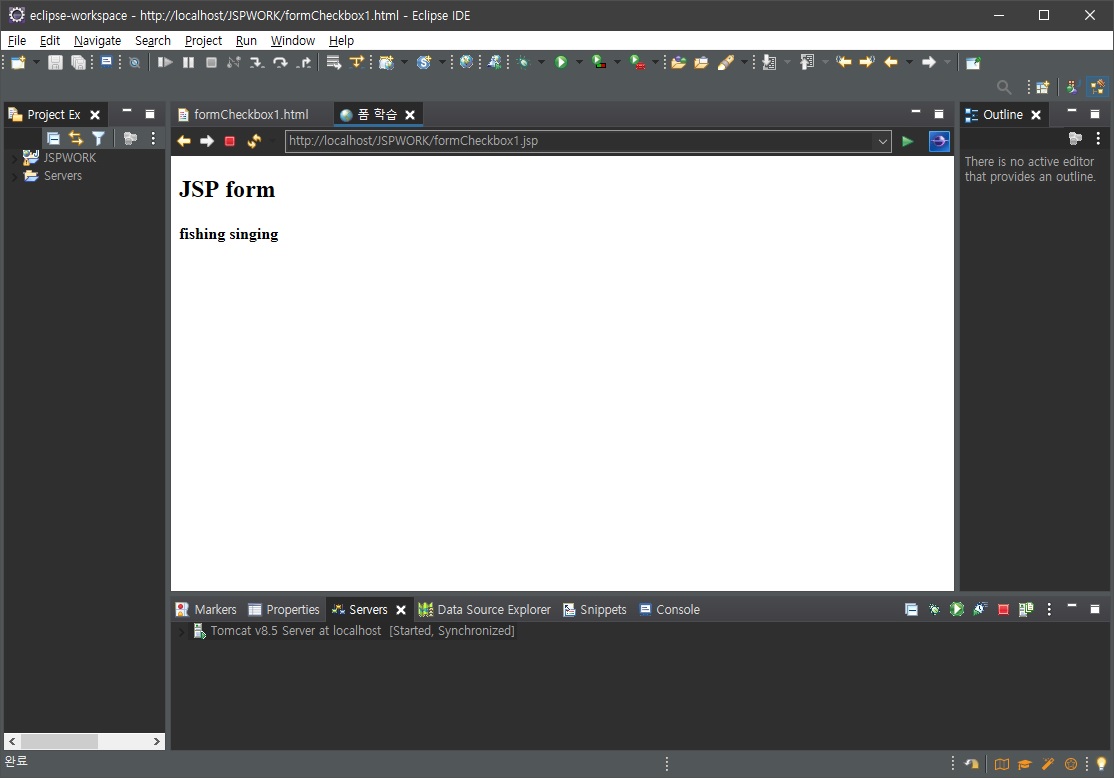 eclipse-workspace - http://localhost/JSPWORK/formCheckbox1.html - Eclipse IDE
File Edit Navigate Search Project Run Window Help
Project Ex
formCheckbox1.html
폼 학습
Outline
http://localhost/JSPWORK/formCheckbox1.jsp
JSPWORK
Servers
There is no active editor
that provides an outline.
JSP form
fishing singing
Markers Properties Servers Data Source Explorer Snippets Console
Tomcat v8.5 Server at localhost [Started, Synchronized]
완료